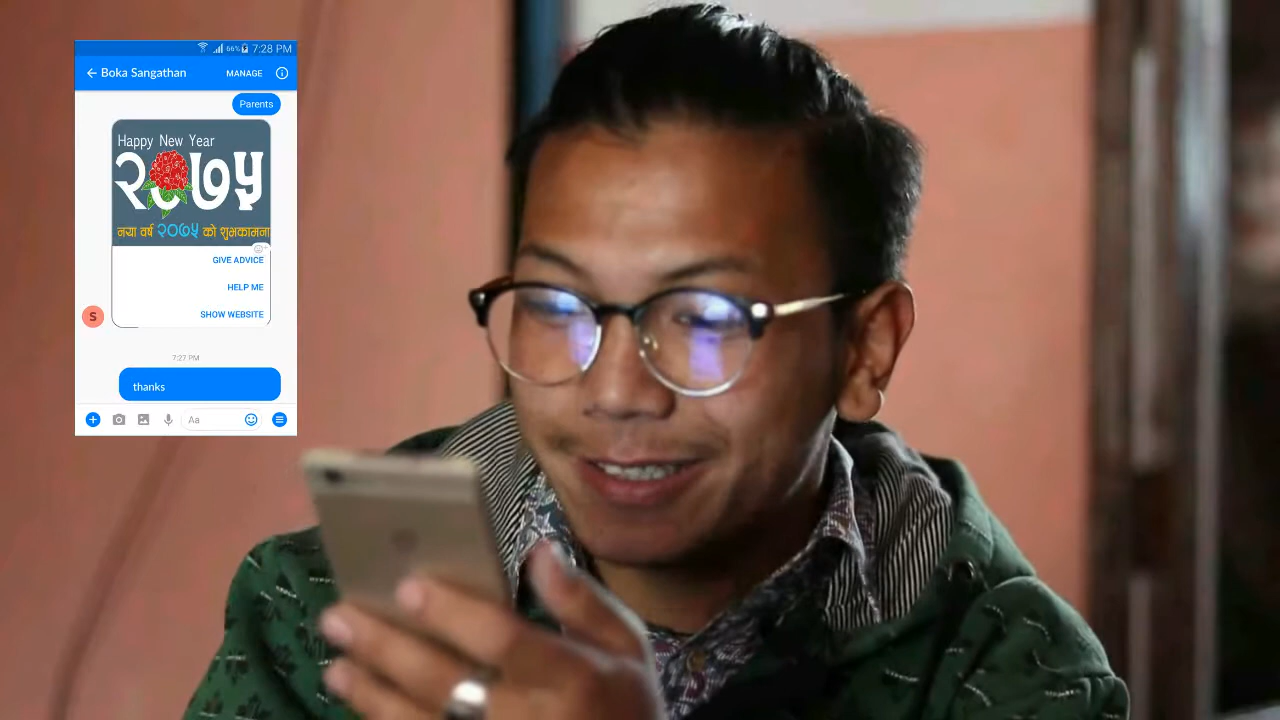 66% 7:28 PM
Boka Sangathan MANAGE
Parents
Happy New Year
२०७५
नया वर्ष २०७५ को शुभकामना
GIVE ADVICE
HELP ME
SHOW WEBSITE
S
7:27 PM
thanks
Aa